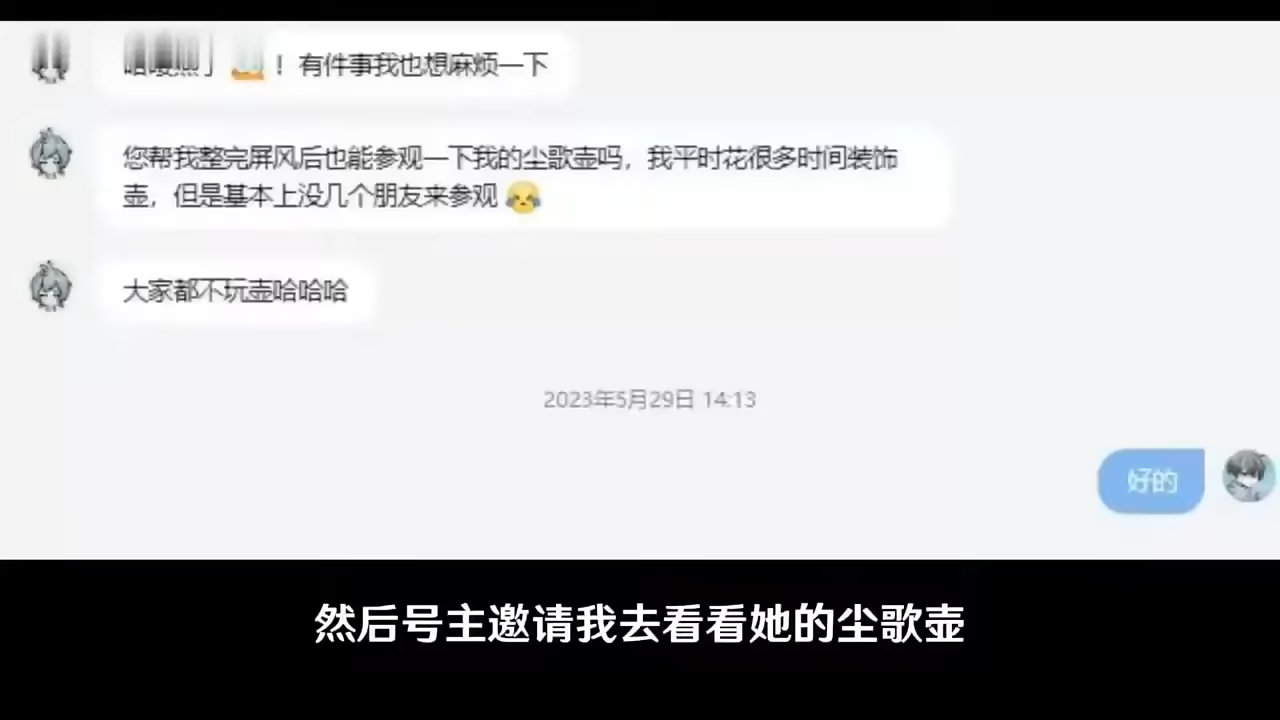 ！有件事我也想麻烦一下
您帮我整完屏风后也能参观一下我的尘歌壶吗，我平时花很多时间装饰
壶，但是基本上没几个朋友来参观😹
大家都不玩壶哈哈哈
2023年5月29日 14:13
好的
然后号主邀请我去看看她的尘歌壶